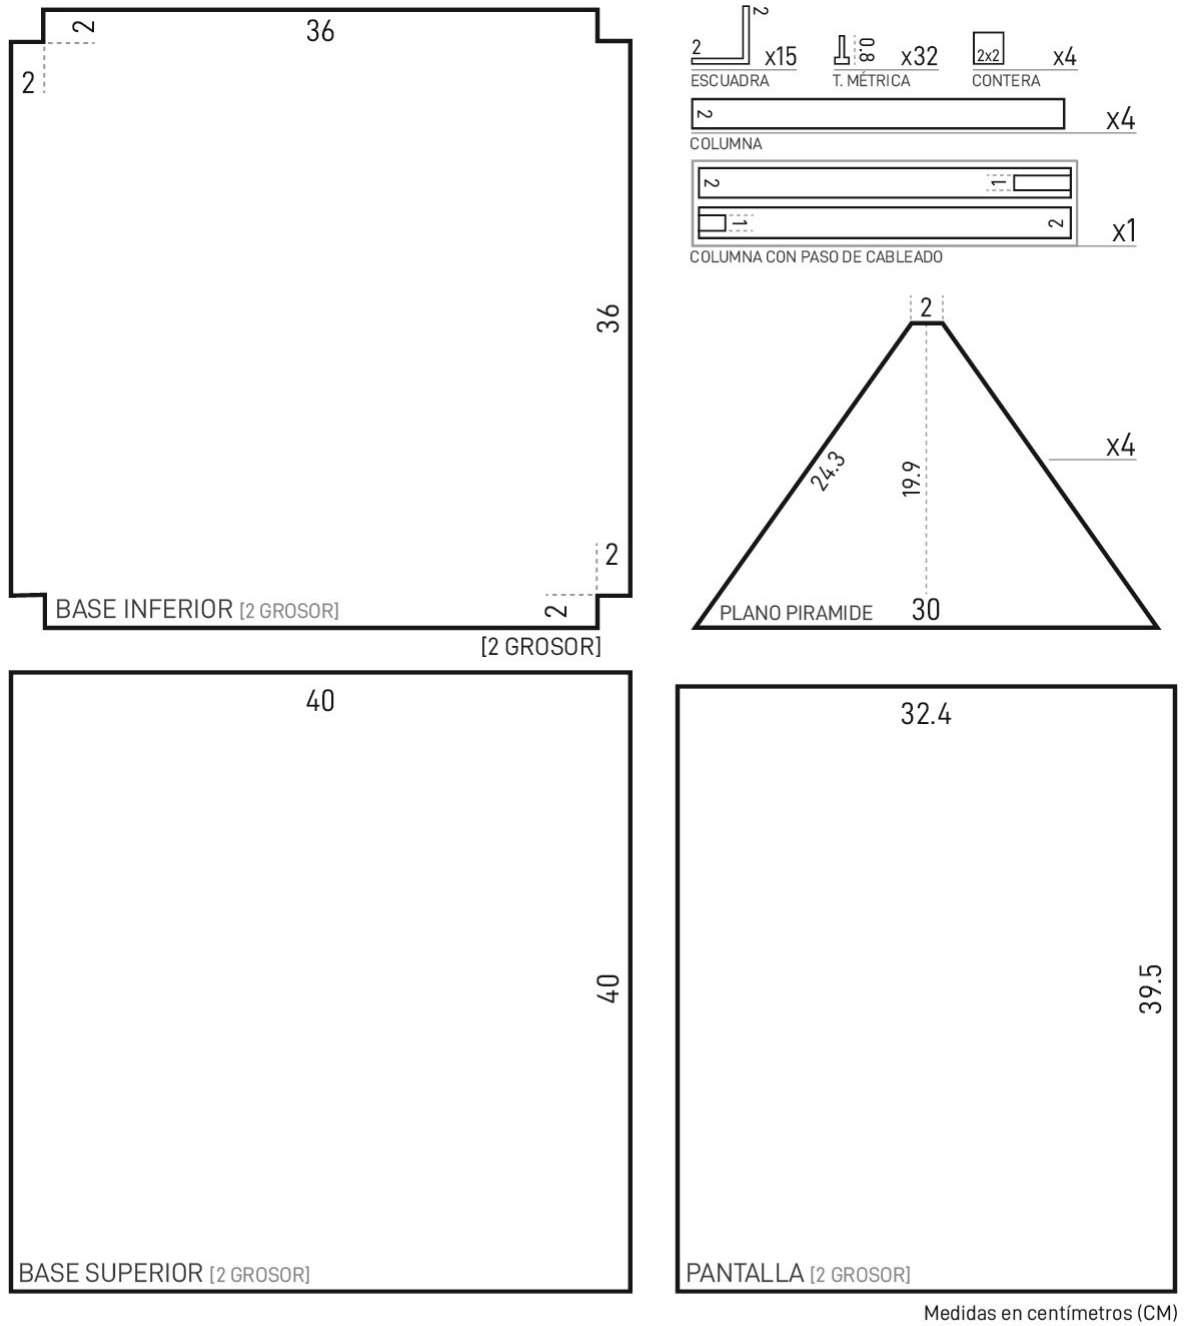 2
36
2
36
2
2
BASE INFERIOR [2 GROSOR]
[2 GROSOR]
2
2
x15
ESCUADRA
0.8
x32
T. MÉTRICA
2x2
x4
CONTERA
2
x4
COLUMNA
2
1
1
2
x1
COLUMNA CON PASO DE CABLEADO
2
24.3
19.9
x4
PLANO PIRAMIDE 30
40
40
BASE SUPERIOR [2 GROSOR]
32.4
39.5
PANTALLA [2 GROSOR]
Medidas en centímetros (CM)